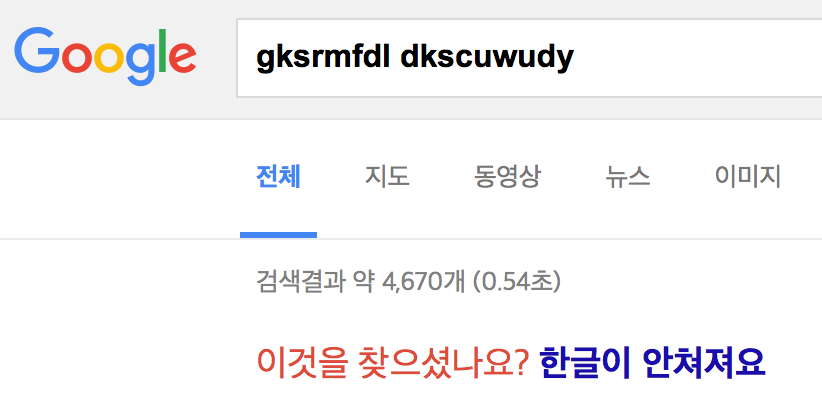 Google gksrmfdl dkscuwudy
전체 지도 동영상 뉴스 이미지
검색결과 약 4,670개 (0.54초)
이것을 찾으셨나요? 한글이 안쳐져요